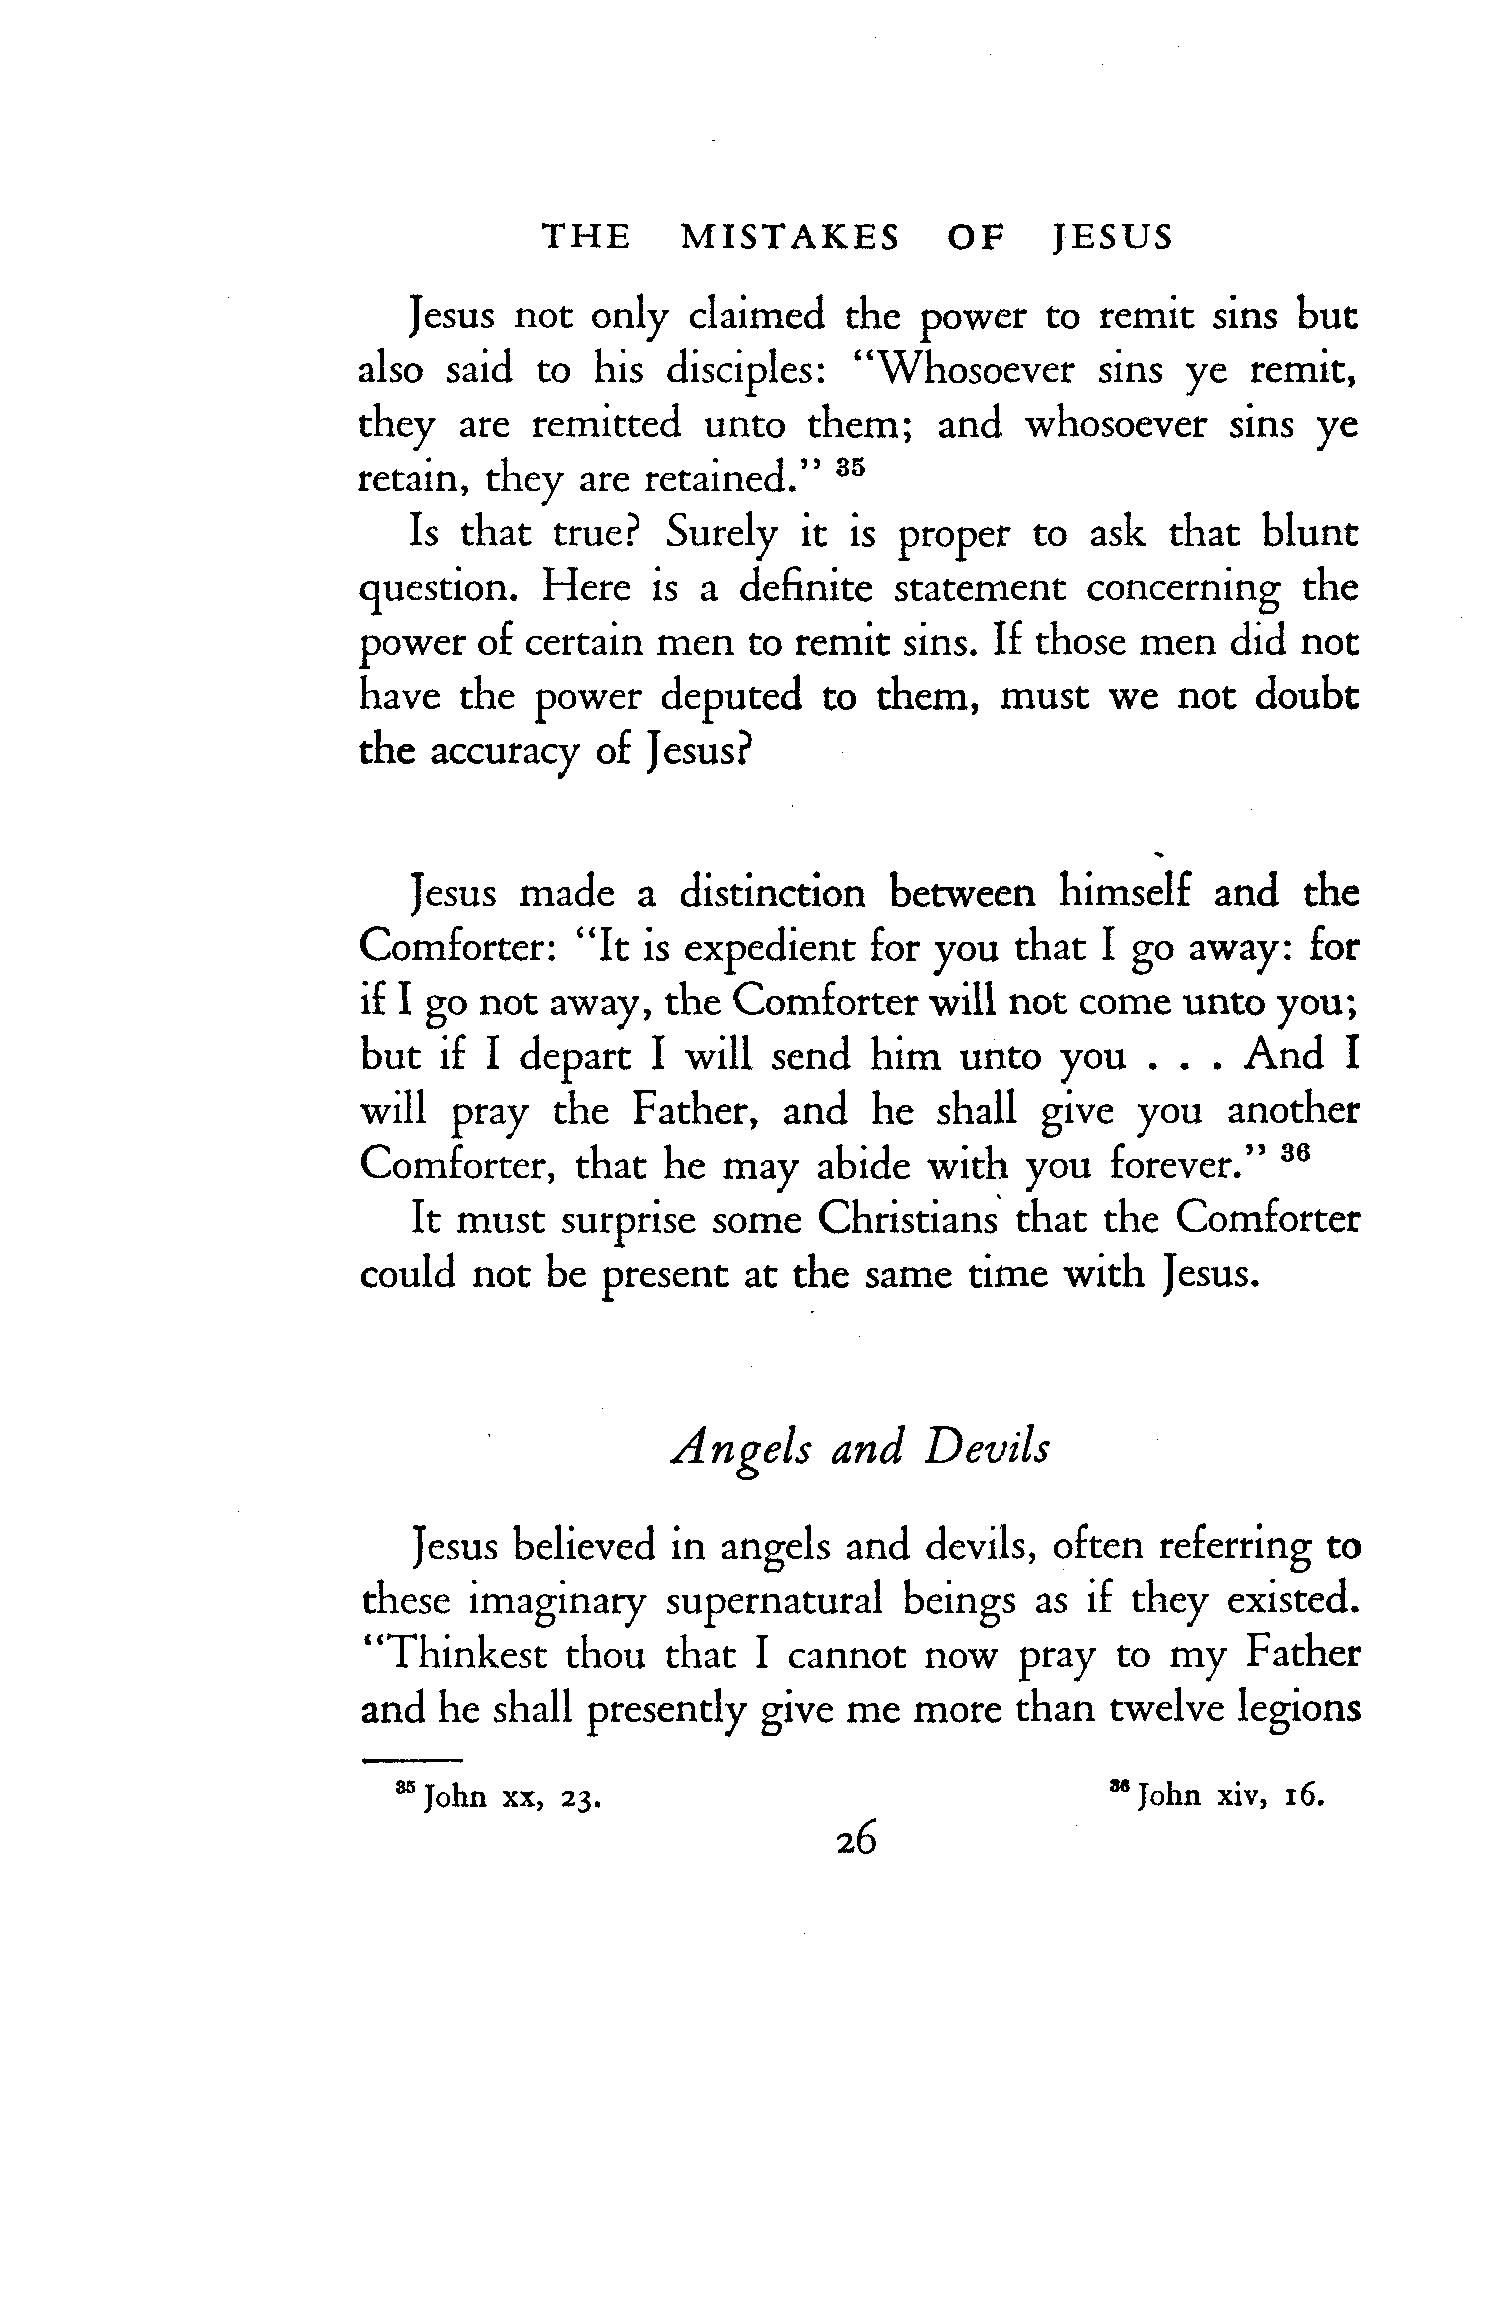 THE MISTAKES OF JESUS
Jesus not only claimed the power to remit sins but
also said to his disciples: “Whosoever sins ye remit,
they are remitted unto them; and whosoever sins ye
retain, they are retained.” 35
Is that true? Surely it is proper to ask that blunt
question. Here is a definite statement concerning the
power of certain men to remit sins. If those men did not
have the power deputed to them, must we not doubt
the accuracy of Jesus?
Jesus made a distinction between himself and the
Comforter: “It is expedient for you that I go away: for
if I go not away, the Comforter will not come unto you;
but if I depart I will send him unto you . . . And I
will pray the Father, and he shall give you another
Comforter, that he may abide with you forever.” 36
It must surprise some Christians that the Comforter
could not be present at the same time with Jesus.
Angels and Devils
Jesus believed in angels and devils, often referring to
these imaginary supernatural beings as if they existed.
“Thinkest thou that I cannot now pray to my Father
and he shall presently give me more than twelve legions
35 John xx, 23. 36 John xiv, 16.
26